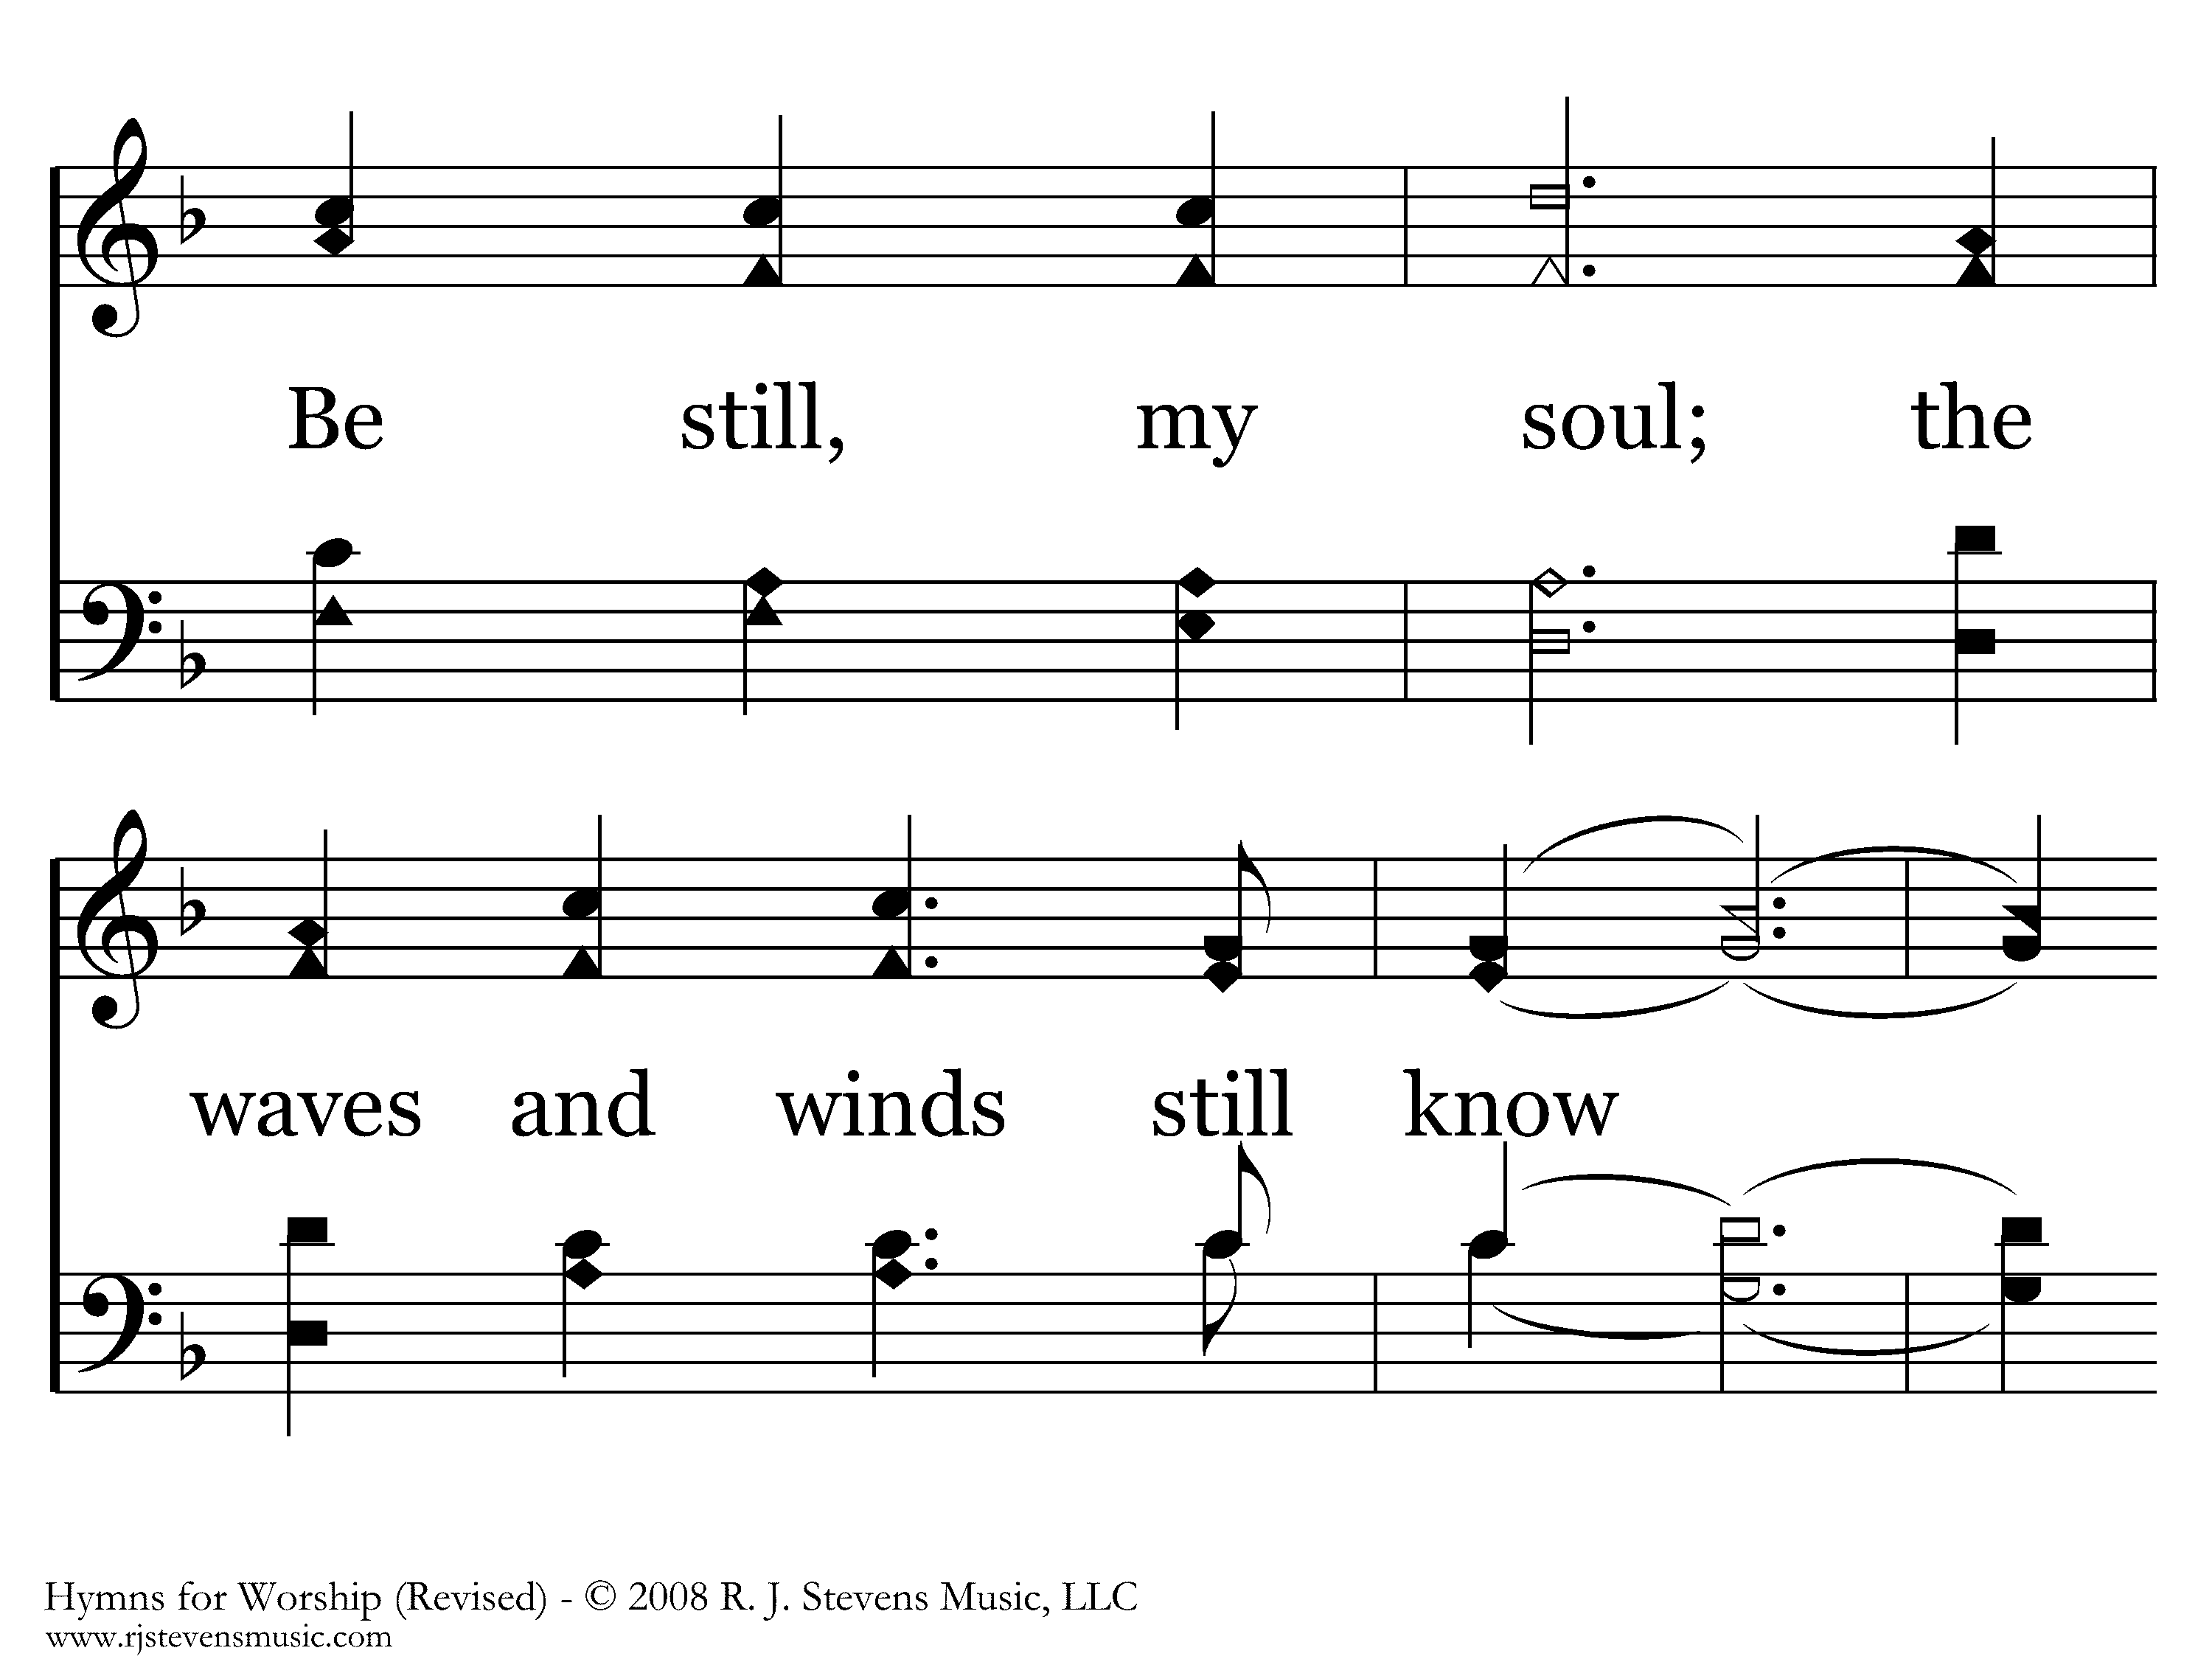 Be still, my soul; the
waves and winds still know
Hymns for Worship (Revised) - © 2008 R. J. Stevens Music, LLC
www.rjstevensmusic.com